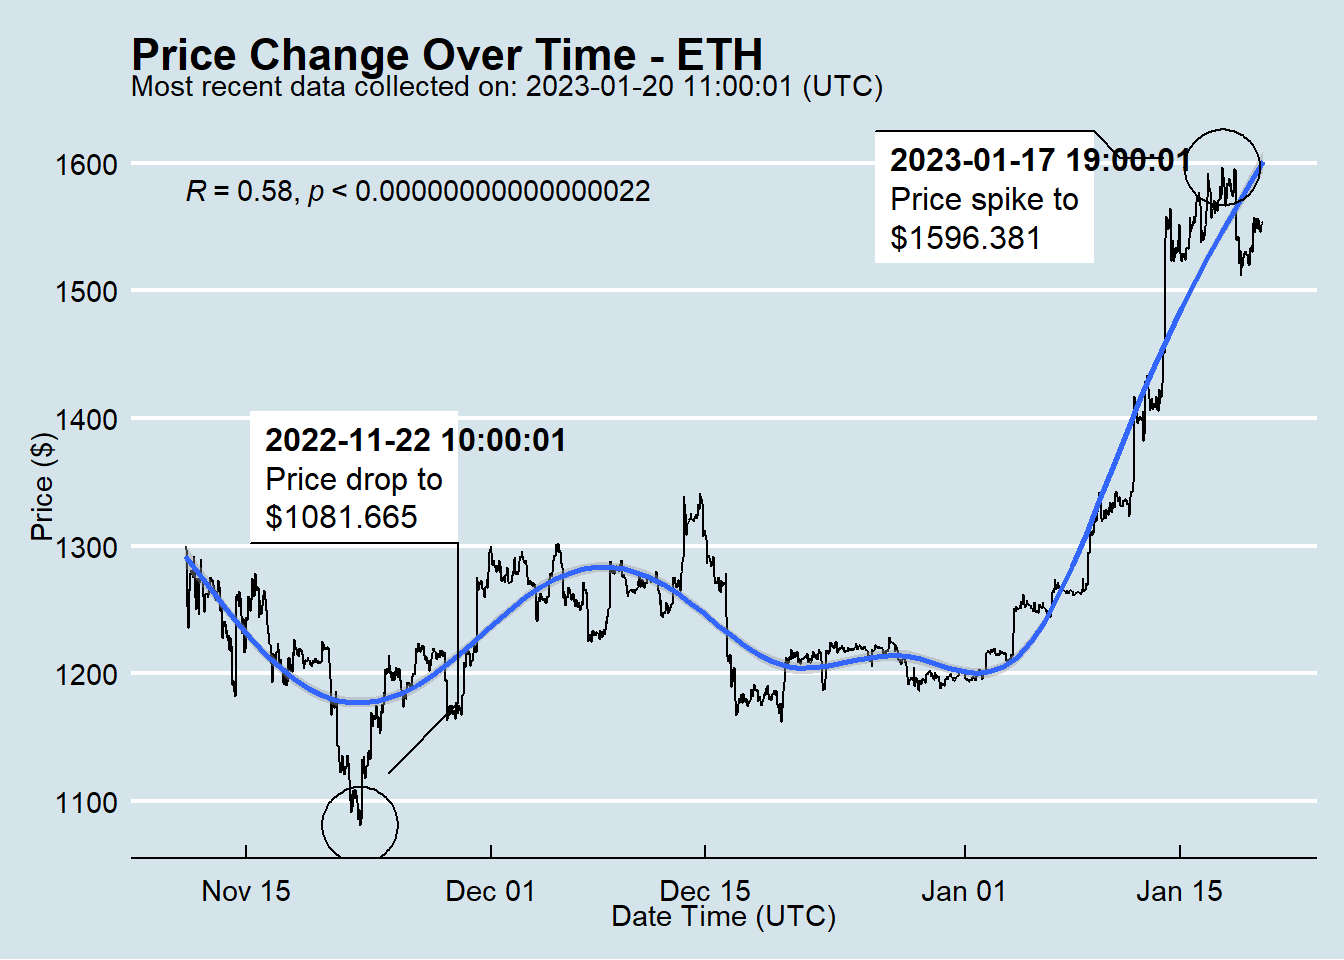 Price Change Over Time - ETH
Most recent data collected on: 2023-01-20 11:00:01 (UTC)
R = 0.58, p < 0.00000000000000022
2023-01-17 19:00:01
Price spike to
$1596.381
2022-11-22 10:00:01
Price drop to
$1081.665
Price ($)
1600
1500
1400
1300
1200
1100
Nov 15
Dec 01
Dec 15
Jan 01
Jan 15
Date Time (UTC)